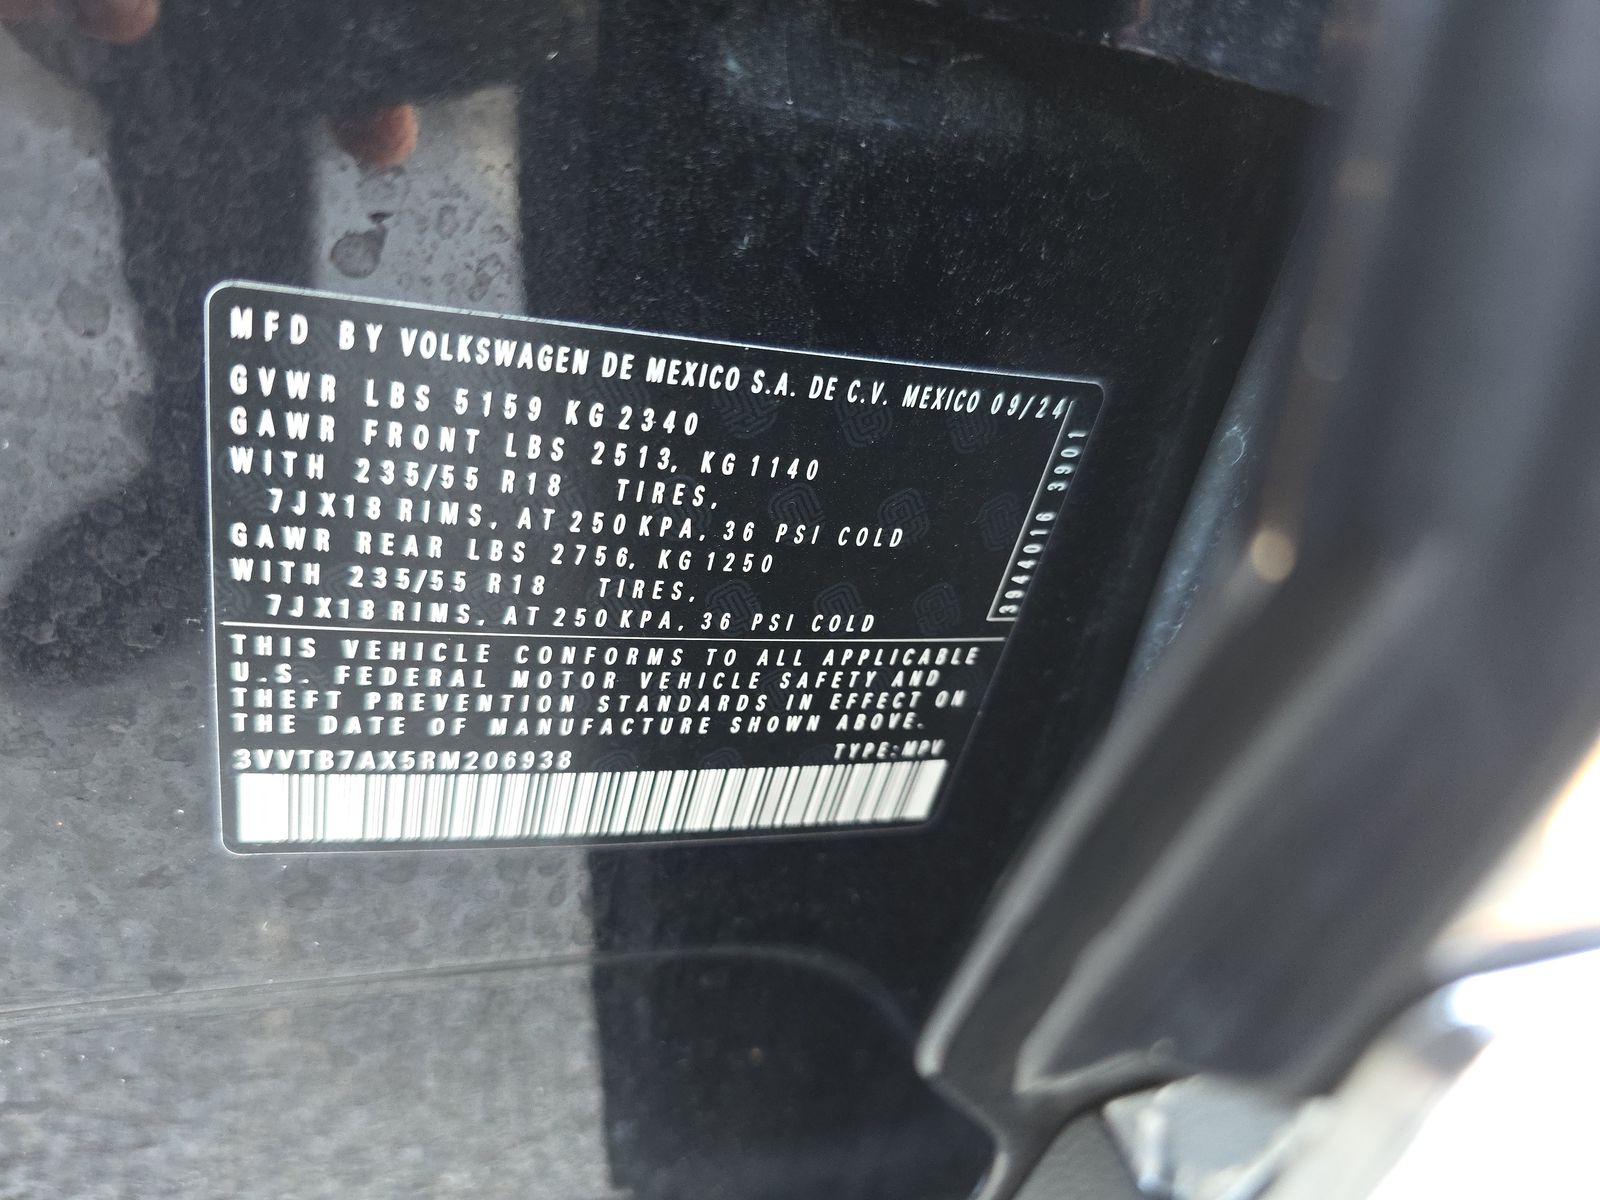 MFD BY VOLKSWAGEN DE MEXICO S.A. DE C.V. MEXICO 09/24
GVWR LBS 5159 KG 2340
GAWR FRONT LBS 2513, KG 1140
WITH 235/55 R18 TIRES,
7JX18 RIMS, AT 250 KPA, 36 PSI COLD
GAWR REAR LBS 2756, KG 1250
WITH 235/55 R18 TIRES,
7JX18 RIMS, AT 250 KPA, 36 PSI COLD
3944016 3901
THIS VEHICLE CONFORMS TO ALL APPLICABLE
U.S. FEDERAL MOTOR VEHICLE SAFETY AND
THEFT PREVENTION STANDARDS IN EFFECT ON
THE DATE OF MANUFACTURE SHOWN ABOVE.
3VVTB7AX5RM206938 TYPE:MPV